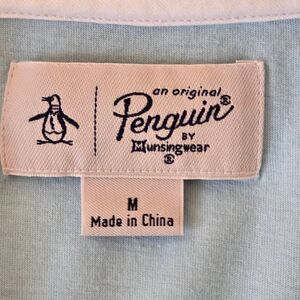 an original
Penguin®
BY
Munsingwear
®
M
Made in China